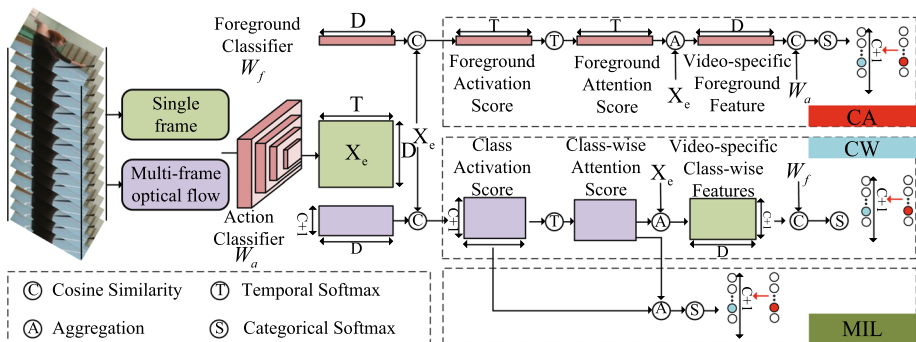 Foreground
Classifier
W_f
D
C
T
Foreground
Activation
Score
T
T
Foreground
Attention
Score
A
X_e
D
Video-specific
Foreground
Feature
C
W_a
S
C+1
CA
Single
frame
Multi-frame
optical flow
T
X_e
D
X_e
Action
Classifier
W_a
C+1
D
C
Class
Activation
Score
C+1
T
Class-wise
Attention
Score
X_e
A
Video-specific
Class-wise
Features
C+1
D
W_f
C
S
C+1
CW
A
S
C+1
MIL
C Cosine Similarity
T Temporal Softmax
A Aggregation
S Categorical Softmax